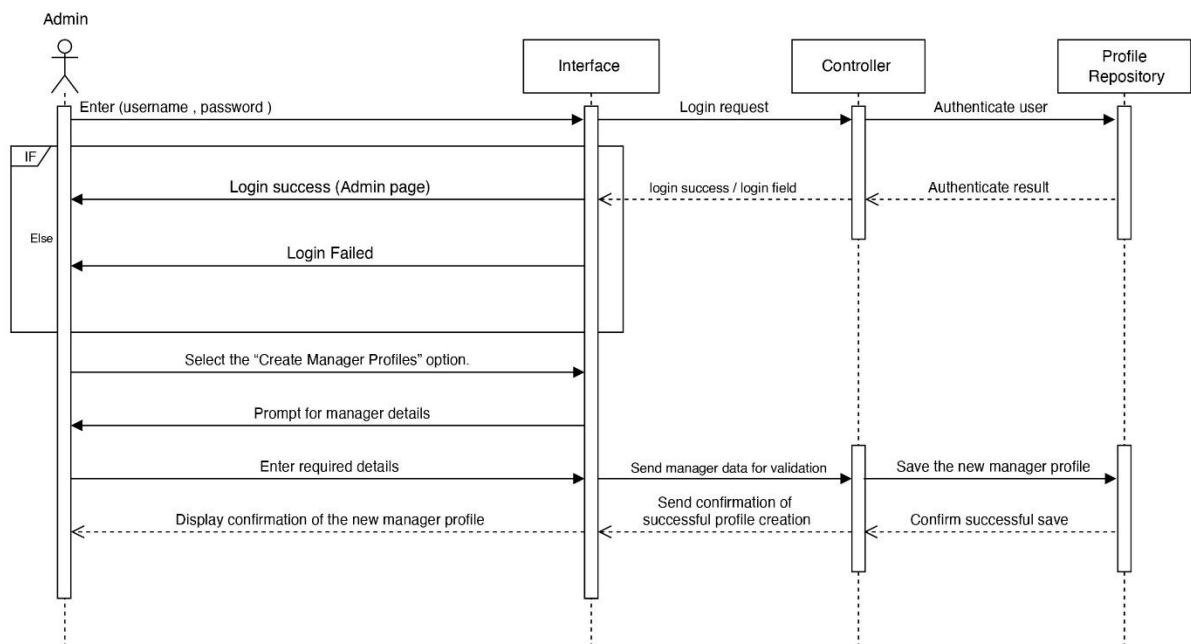 Admin
Interface
Controller
Profile
Repository
Enter (username , password )
Login request
Authenticate user
IF
Login success (Admin page)
login success / login field
Authenticate result
Else
Login Failed
Select the “Create Manager Profiles” option.
Prompt for manager details
Enter required details
Send manager data for validation
Save the new manager profile
Display confirmation of the new manager profile
Send confirmation of
successful profile creation
Confirm successful save